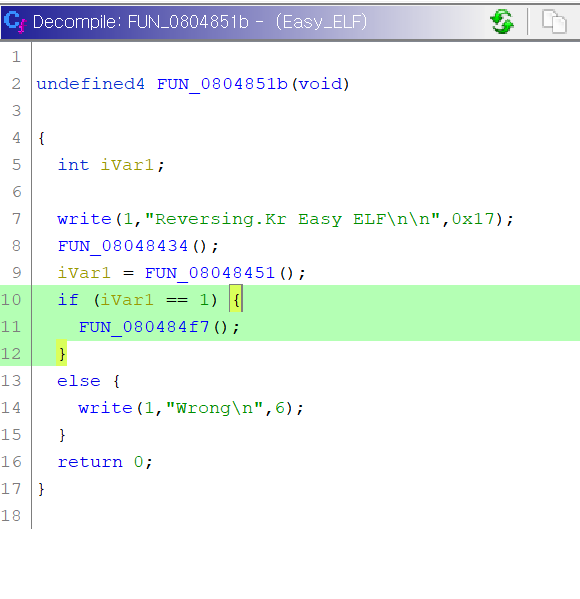 Decompile: FUN_0804851b - (Easy_ELF)
1
2 undefined4 FUN_0804851b(void)
3
4 {
5 int iVar1;
6
7 write(1,"Reversing.Kr Easy ELF\n\n",0x17);
8 FUN_08048434();
9 iVar1 = FUN_08048451();
10 if (iVar1 == 1) {
11 FUN_080484f7();
12 }
13 else {
14 write(1,"Wrong\n",6);
15 }
16 return 0;
17 }
18